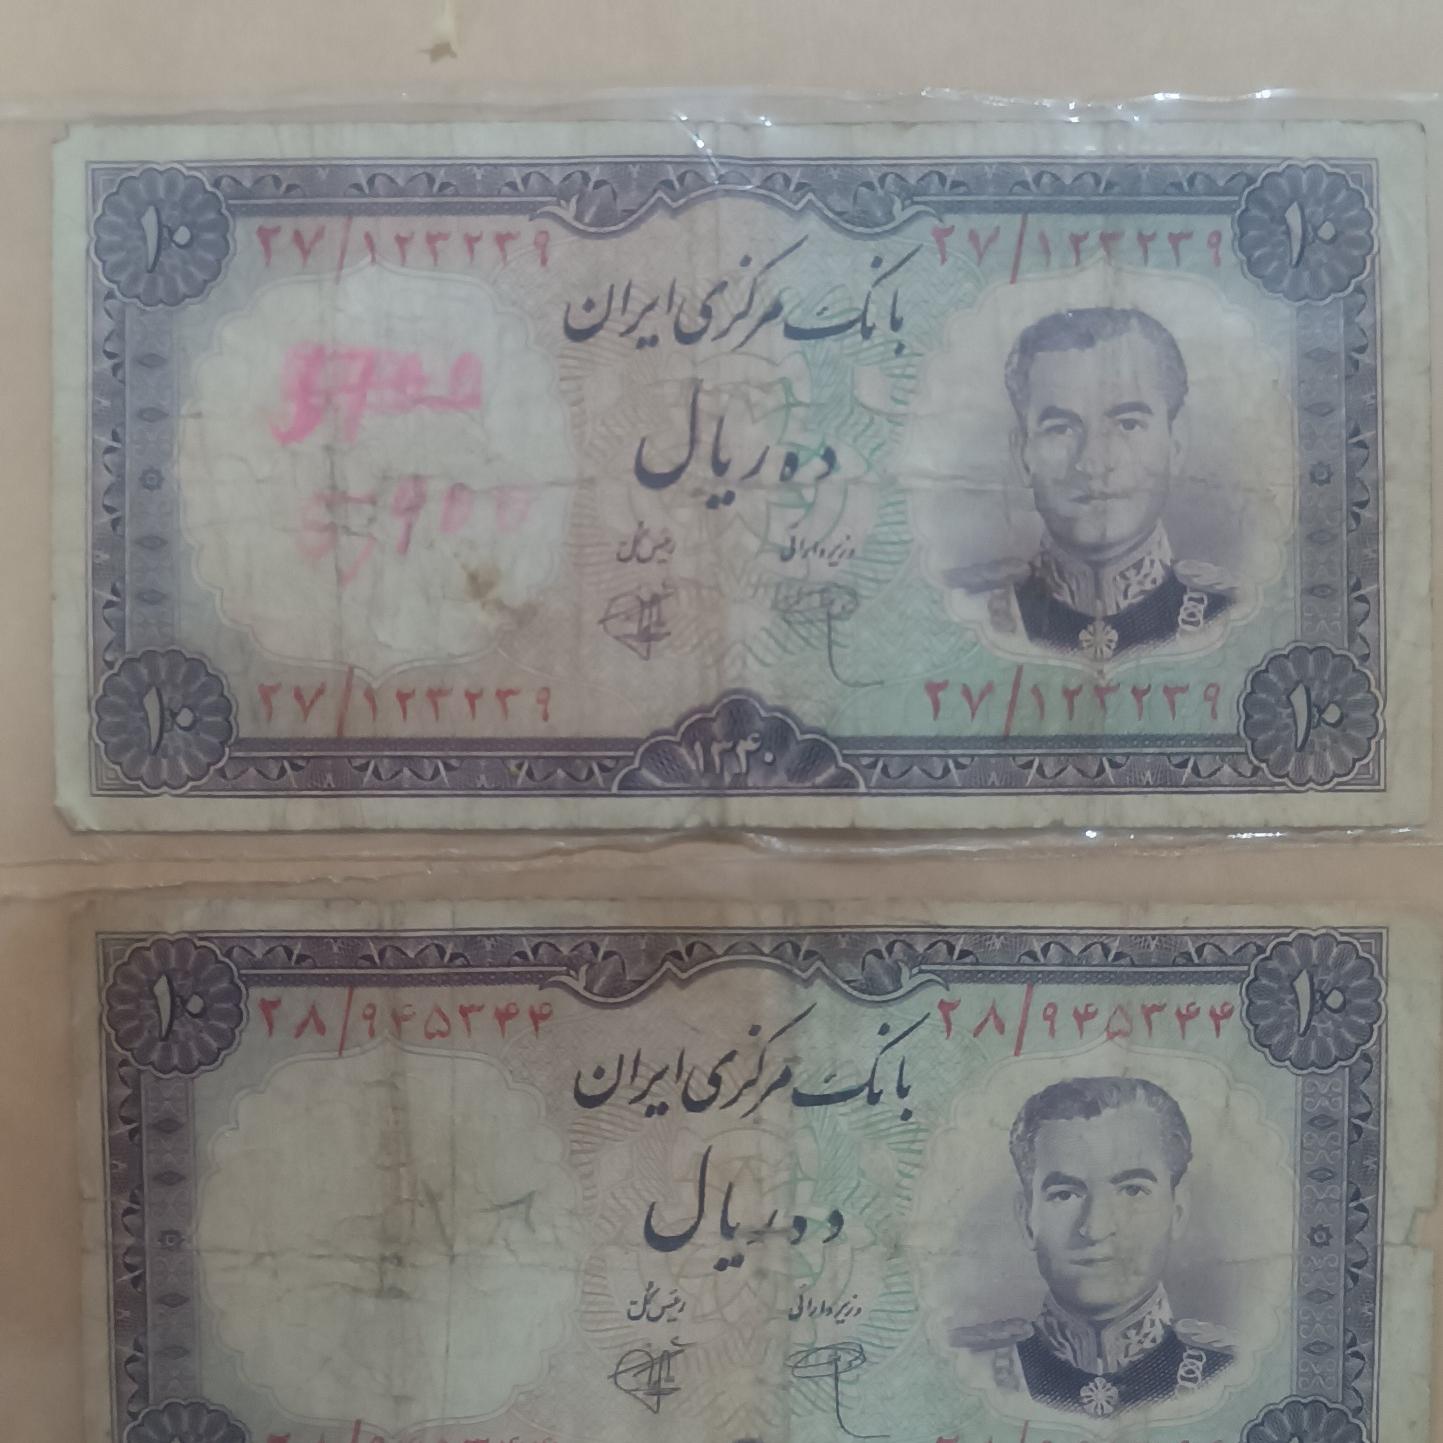 ۱۰ ۲۷/۱۲۳۲۳۹ ۲۷/۱۲۳۲۳۹ ۱۰
بانک مرکزی ایران
ده ریال
وزیر دارائی رئیس کل
۱۰ ۲۷/۱۲۳۲۳۹ ۲۷/۱۲۳۲۳۹ ۱۰
۱۳۴۰
۱۰ ۲۸/۹۴۵۳۴۴ ۲۸/۹۴۵۳۴۴ ۱۰
بانک مرکزی ایران
ده ریال
وزیر دارائی رئیس کل